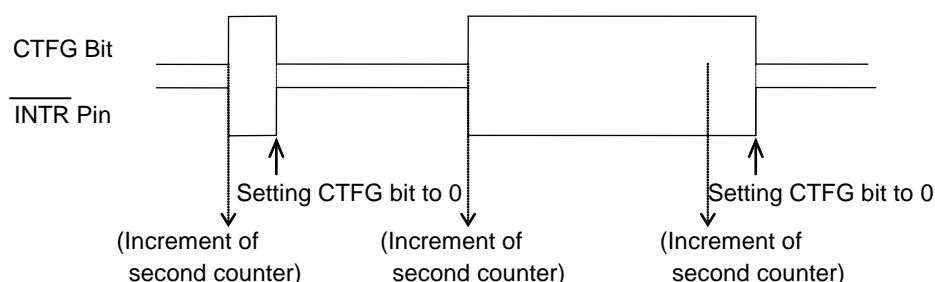 CTFG Bit
INTR Pin
Setting CTFG bit to 0
Setting CTFG bit to 0
(Increment of
second counter)
(Increment of
second counter)
(Increment of
second counter)